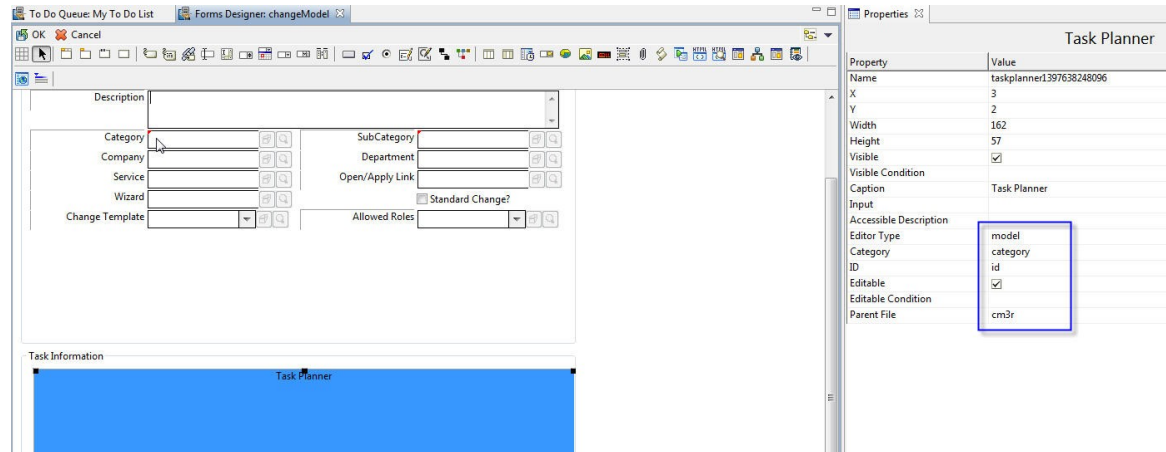 To Do Queue: My To Do List
Forms Designer: changeModel
OK Cancel
Description
Category SubCategory
Company Department
Service Open/Apply Link
Wizard Standard Change?
Change Template Allowed Roles
Task Information
Task Planner
Properties
Task Planner
Property Value
Name taskplanner1397638248096
X 3
Y 2
Width 162
Height 57
Visible
Visible Condition
Caption Task Planner
Input
Accessible Description
Editor Type model
Category category
ID id
Editable
Editable Condition
Parent File cm3r